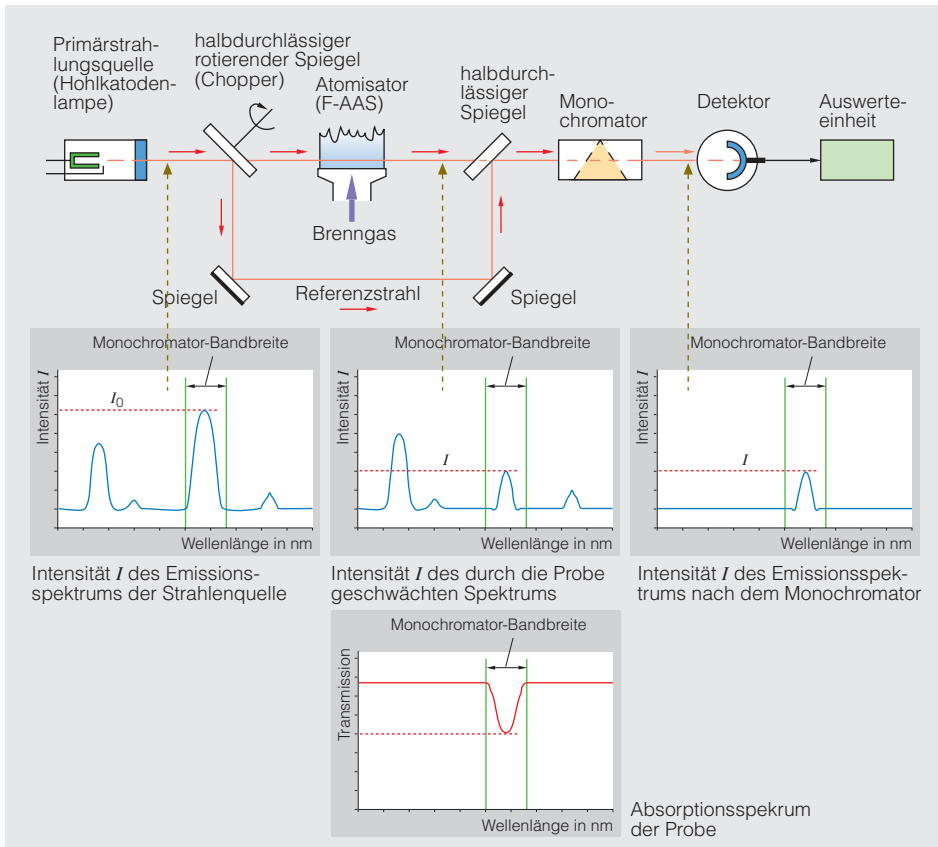 Primärstrah-
lungsquelle
(Hohlkatoden-
lampe)
halbdurchlässiger
rotierender Spiegel
(Chopper)
Atomisator
(F-AAS)
halbdurch-
lässiger
Spiegel
Mono-
chromator
Detektor
Auswerte-
einheit
Brenngas
Spiegel
Referenzstrahl
Spiegel
Monochromator-Bandbreite
Intensität I
I0
Wellenlänge in nm
Intensität I des Emissions-
spektrums der Strahlenquelle
Monochromator-Bandbreite
Intensität I
I
Wellenlänge in nm
Intensität I des durch die Probe
geschwächten Spektrums
Monochromator-Bandbreite
Intensität I
I
Wellenlänge in nm
Intensität I des Emissionsspek-
trums nach dem Monochromator
Monochromator-Bandbreite
Transmission
Wellenlänge in nm
Absorptionsspekrum
der Probe